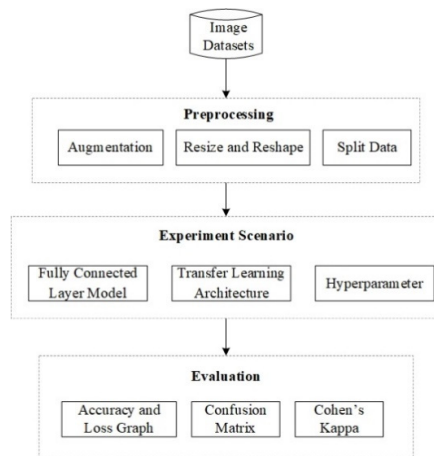 Image
Datasets
Preprocessing
Augmentation
Resize and Reshape
Split Data
Experiment Scenario
Fully Connected
Layer Model
Transfer Learning
Architecture
Hyperparameter
Evaluation
Accuracy and
Loss Graph
Confusion
Matrix
Cohen's
Kappa